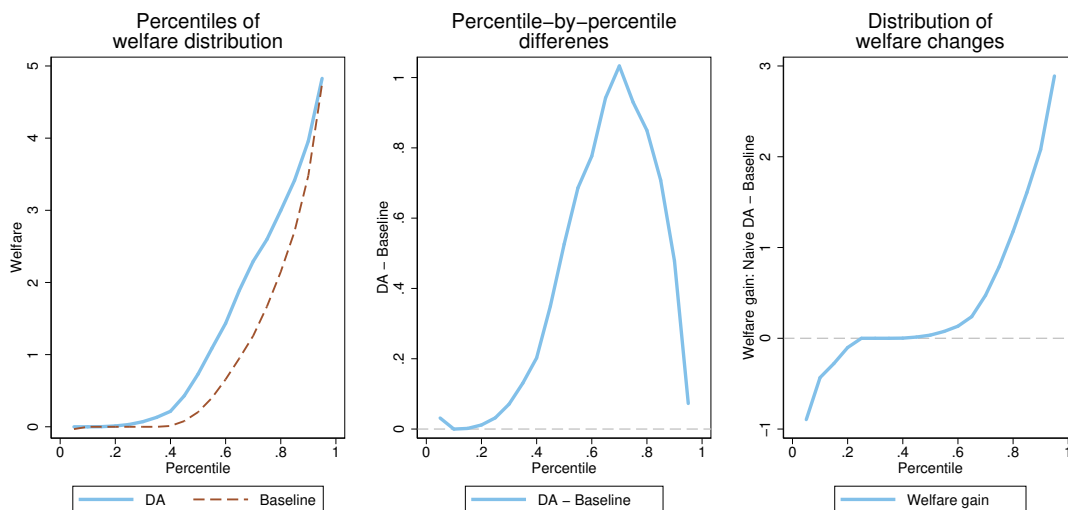 Percentiles of
welfare distribution
Welfare
5
4
3
2
1
0
0 .2 .4 .6 .8 1
Percentile
DA Baseline
Percentile−by−percentile
differenes
DA − Baseline
1
.8
.6
.4
.2
0
0 .2 .4 .6 .8 1
Percentile
DA − Baseline
Distribution of
welfare changes
Welfare gain: Naive DA − Baseline
3
2
1
0
−1
0 .2 .4 .6 .8 1
Percentile
Welfare gain